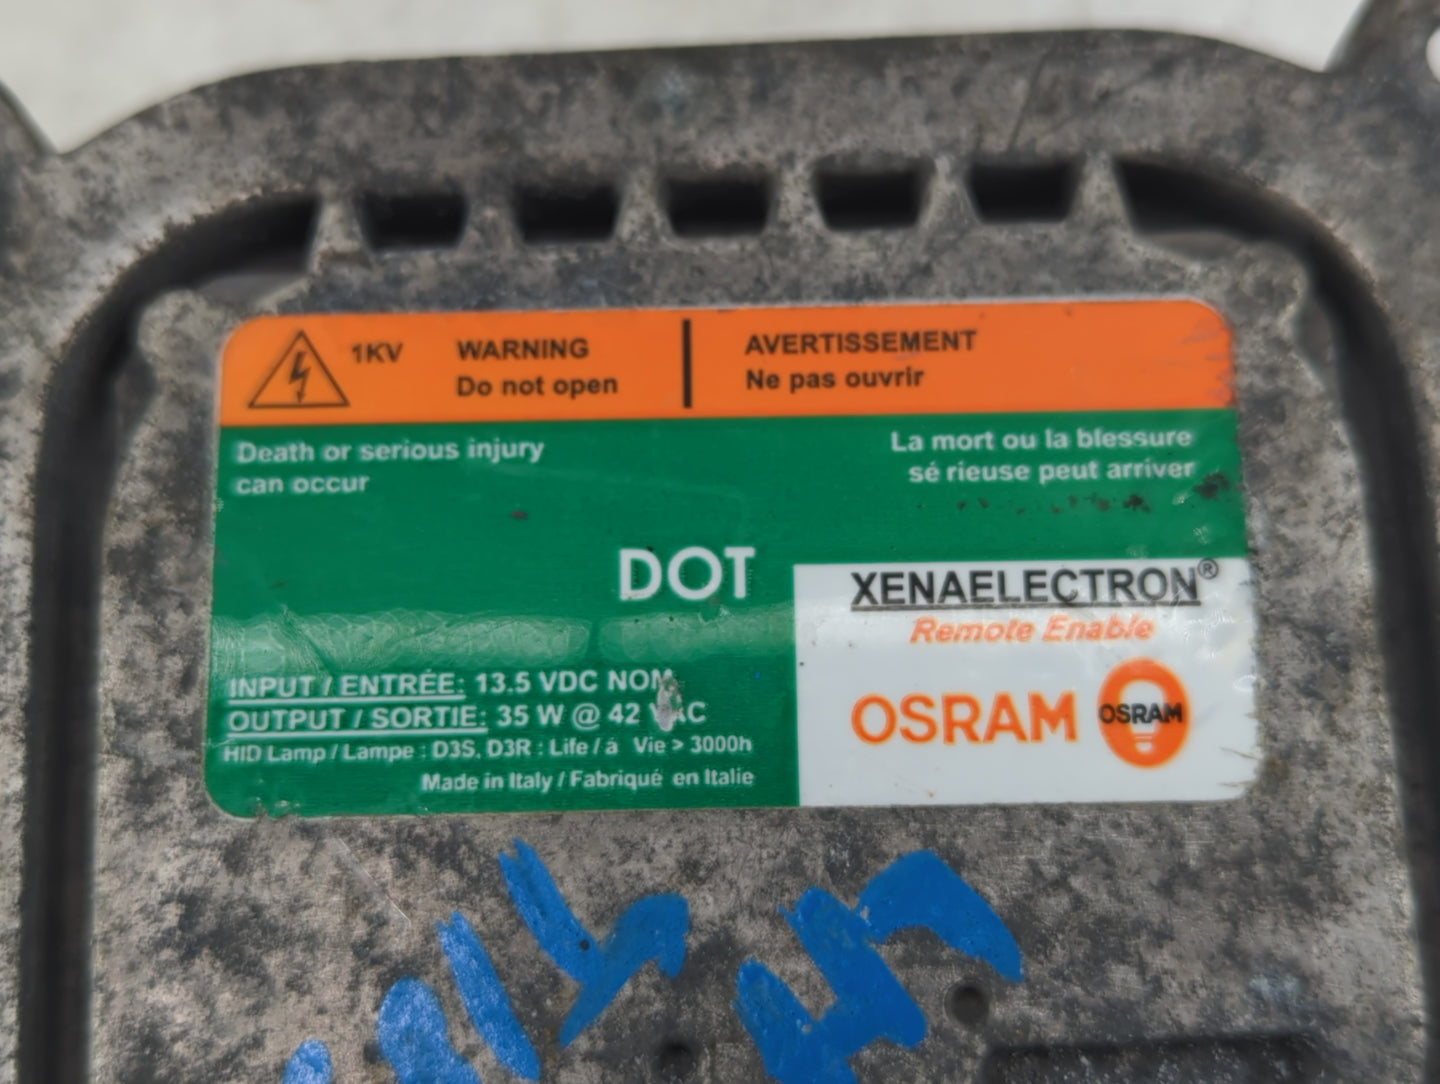 1KV WARNING AVERTISSEMENT
Do not open Ne pas ouvrir
Death or serious injury
can occur
La mort ou la blessure
sé rieuse peut arriver
DOT
XENAELECTRON®
Remote Enable
OSRAM OSRAM
INPUT / ENTRÉE: 13.5 VDC NOM
OUTPUT / SORTIE: 35 W @ 42 VAC
HID Lamp / Lampe : D3S, D3R : Life / á Vie > 3000h
Made in Italy / Fabriqué en Italie